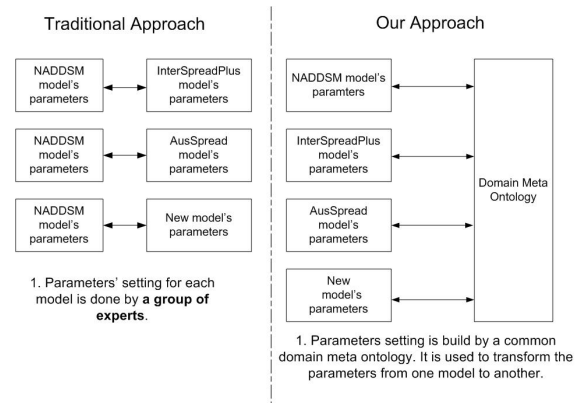 Traditional Approach
NADDSM
model's
parameters
InterSpreadPlus
model's
parameters
NADDSM
model's
parameters
AusSpread
model's
parameters
NADDSM
model's
parameters
New model's
parameters
1. Parameters' setting for each
model is done by a group of
experts.
Our Approach
NADDSM model's
paramters
InterSpreadPlus
model's
parameters
AusSpread
model's
parameters
New
model's
parameters
Domain Meta
Ontology
1. Parameters setting is build by a common
domain meta ontology. It is used to transform the
parameters from one model to another.